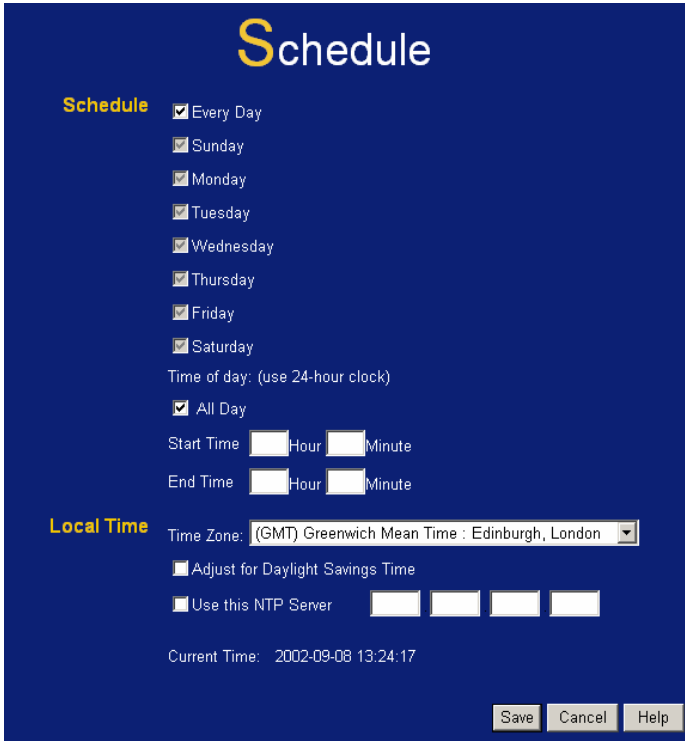 Schedule
Schedule
Every Day
Sunday
Monday
Tuesday
Wednesday
Thursday
Friday
Saturday
Time of day: (use 24-hour clock)
All Day
Start Time Hour Minute
End Time Hour Minute
Local Time
Time Zone: (GMT) Greenwich Mean Time : Edinburgh, London
Adjust for Daylight Savings Time
Use this NTP Server
Current Time: 2002-09-08 13:24:17
Save Cancel Help